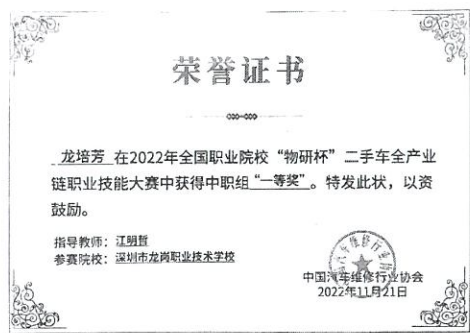 荣誉证书
龙培芳 在2022年全国职业院校“物研杯”二手车全产业
链职业技能大赛中获得中职组“一等奖”。特发此状，以资
鼓励。
指导教师：江明哲
参赛院校：深圳市龙岗职业技术学校
中国汽车维修行业协会
2022年11月21日